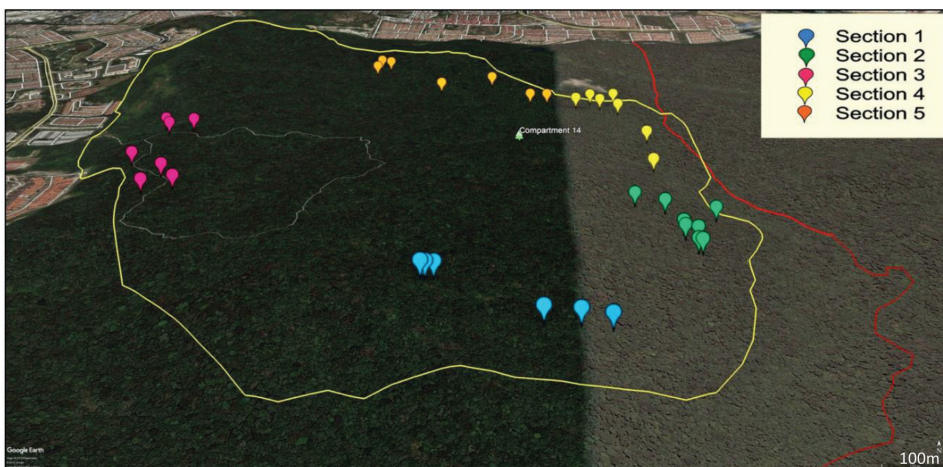 Section 1
Section 2
Section 3
Section 4
Section 5
Compartment 14
Google Earth
100m